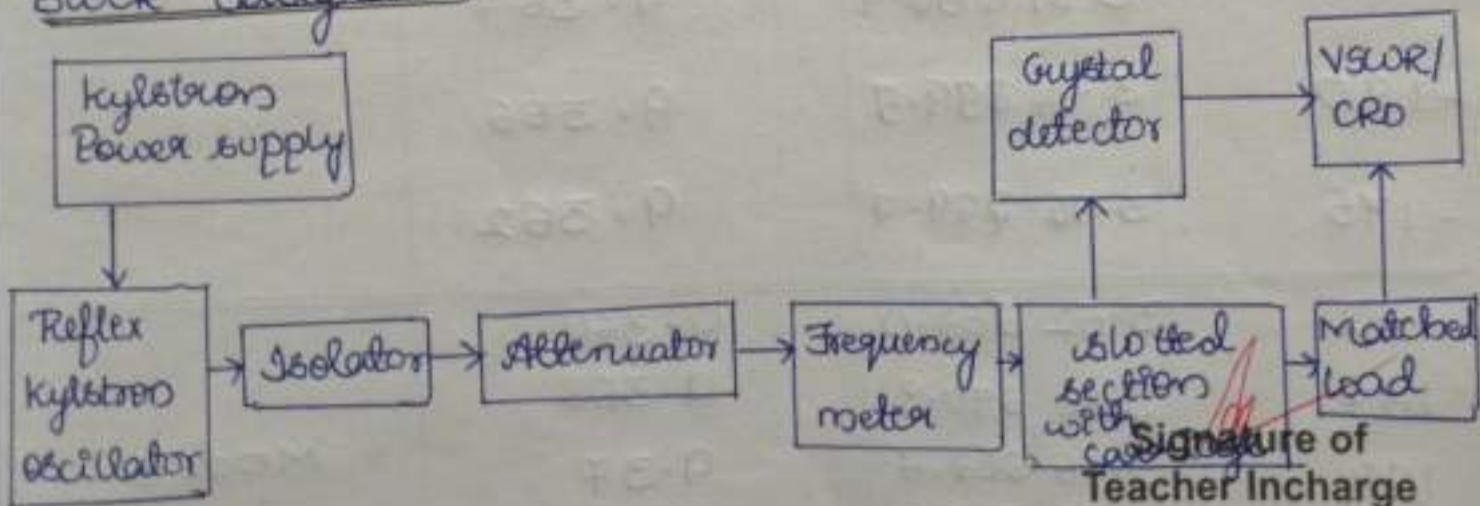 Block
Kylstron
Power supply
Crystal
detector
VSWR/
CRO
Reflex
Kylstron
oscillator
Isolator
Attenuator
Frequency
meter
slotted
section
with
Matched
load
Signature of
Teacher Incharge